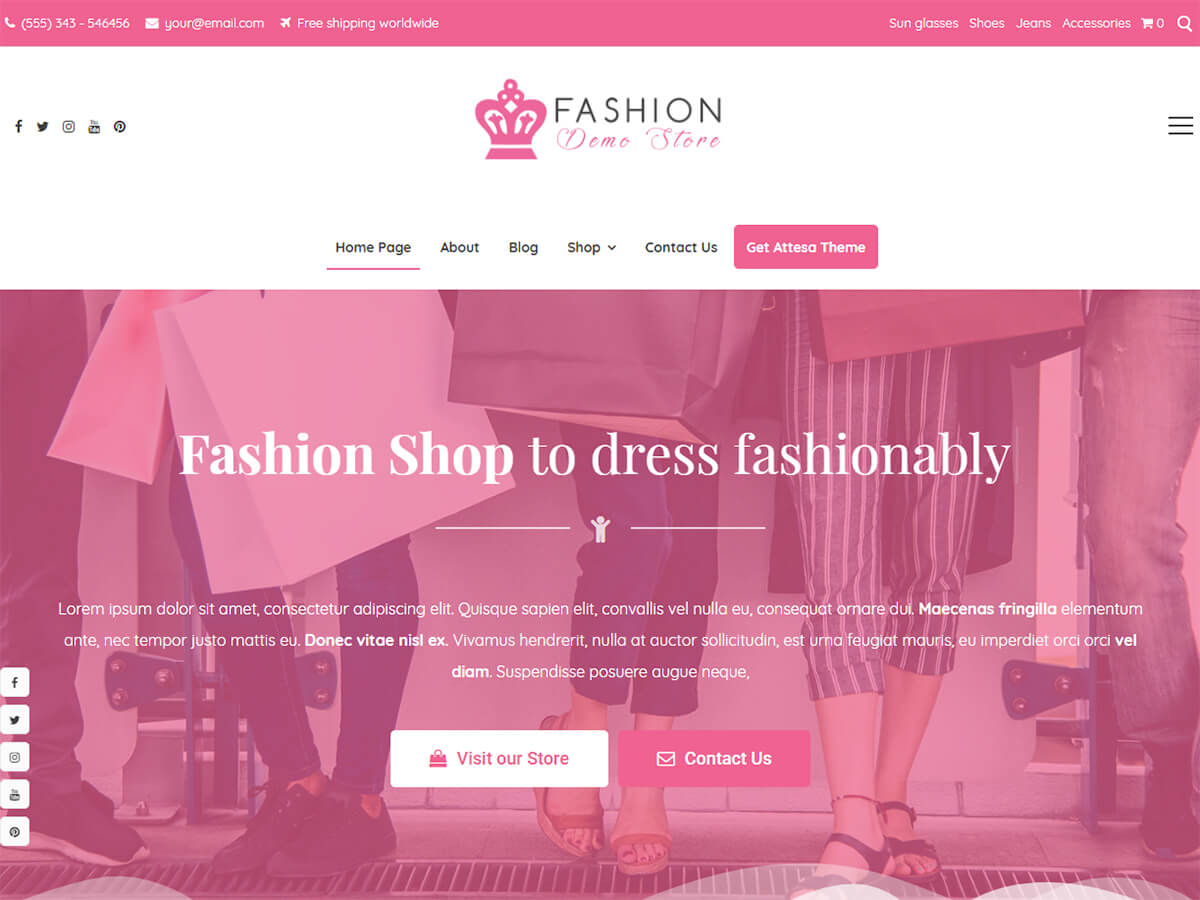 (555) 343 - 546456 your@email.com Free shipping worldwide Sun glasses Shoes Jeans Accessories 0
FASHION
Demo Store
Home Page About Blog Shop Contact Us Get Attesa Theme
Fashion Shop to dress fashionably
Lorem ipsum dolor sit amet, consectetur adipiscing elit. Quisque sapien elit, convallis vel nulla eu, consequat ornare dui. Maecenas fringilla elementum
ante, nec tempor justo mattis eu. Donec vitae nisl ex. Vivamus hendrerit, nulla at auctor sollicitudin, est urna feugiat mauris, eu imperdiet orci orci vel
diam. Suspendisse posuere augue neque,
Visit our Store Contact Us